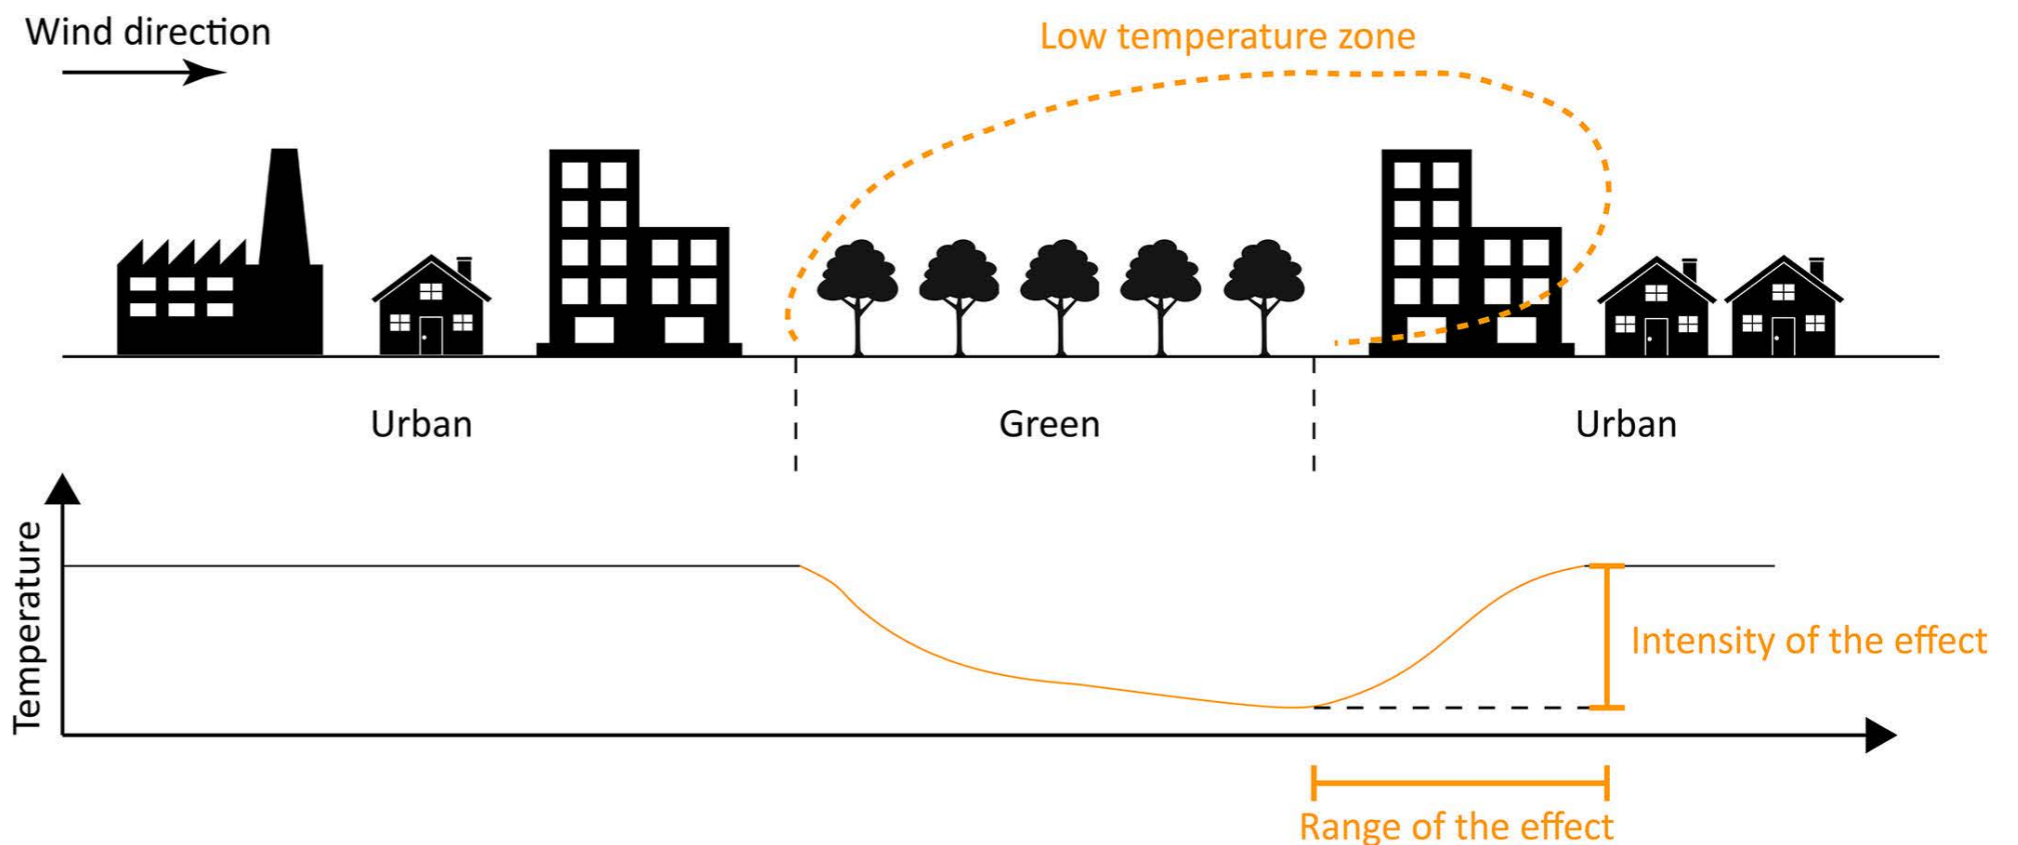 Wind direction
Low temperature zone
Urban
Green
Urban
Temperature
Intensity of the effect
Range of the effect